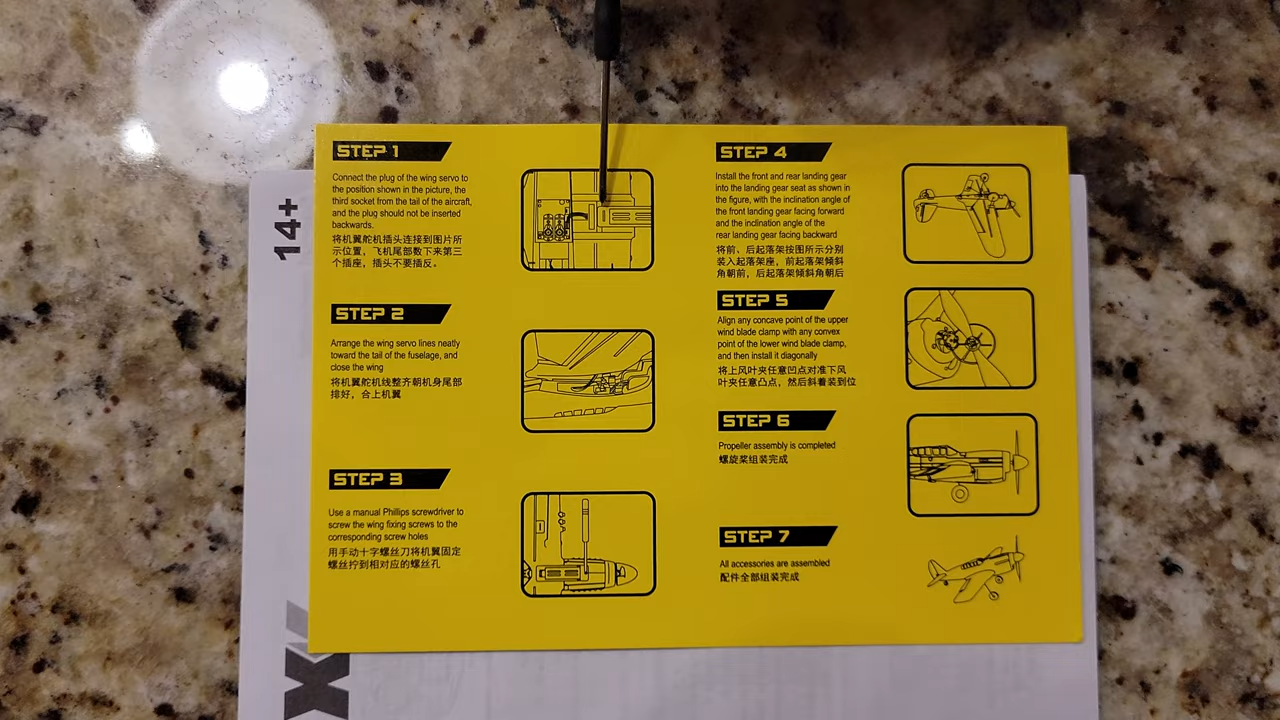 STEP 1
Connect the plug of the wing servo to
the position shown in the picture, the
third socket from the tail of the aircraft,
and the plug should not be inserted
backwards.
将机翼舵机插头连接到图片所
示位置，飞机尾部数下来第三
个插座，插头不要插反。
STEP 2
Arrange the wing servo lines neatly
toward the tail of the fuselage, and
close the wing
将机翼舵机线整齐朝机身尾部
排好，合上机翼
STEP 3
Use a manual Phillips screwdriver to
screw the wing fixing screws to the
corresponding screw holes
用手动十字螺丝刀将机翼固定
螺丝拧到相对应的螺丝孔
STEP 4
Install the front and rear landing gear
into the landing gear seat as shown in
the figure, with the inclination angle of
the front landing gear facing forward
and the inclination angle of the
rear landing gear facing backward
将前、后起落架按图所示分别
装入起落架座，前起落架倾斜
角朝前，后起落架倾斜角朝后
STEP 5
Align any concave point of the upper
wind blade clamp with any convex
point of the lower wind blade clamp,
and then install it diagonally
将上风叶夹任意凹点对准下风
叶夹任意凸点，然后斜着装到位
STEP 6
Propeller assembly is completed
螺旋桨组装完成
STEP 7
All accessories are assembled
配件全部组装完成
14+